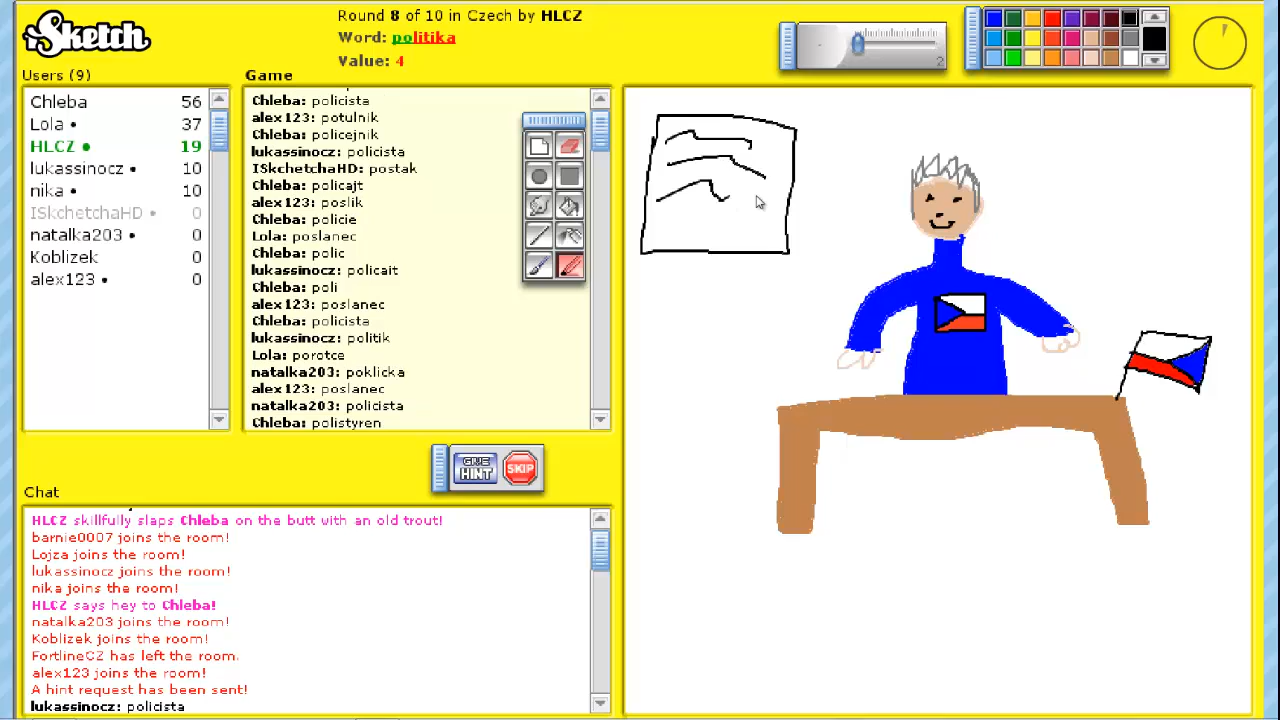 iSketch
Round 8 of 10 in Czech by HLCZ
Word: politika
Value: 4
2
Users (9)
Chleba 56
Lola • 37
HLCZ • 19
lukassinocz • 10
nika • 10
ISkchetchaHD • 0
natalka203 • 0
Koblizek 0
alex123 • 0
Game
Chleba: policista
alex123: potulnik
Chleba: policejnik
lukassinocz: policista
ISkchetchaHD: postak
Chleba: policajt
alex123: poslik
Chleba: policie
Lola: poslanec
Chleba: polic
lukassinocz: policait
Chleba: poli
alex123: poslanec
Chleba: policista
lukassinocz: politik
Lola: porotce
natalka203: poklicka
alex123: poslanec
natalka203: policista
Chleba: polistyren
GIVE HINT
SKIP
Chat
HLCZ skillfully slaps Chleba on the butt with an old trout!
barnie0007 joins the room!
Lojza joins the room!
lukassinocz joins the room!
nika joins the room!
HLCZ says hey to Chleba!
natalka203 joins the room!
Koblizek joins the room!
FortlineCZ has left the room.
alex123 joins the room!
A hint request has been sent!
lukassinocz: policista